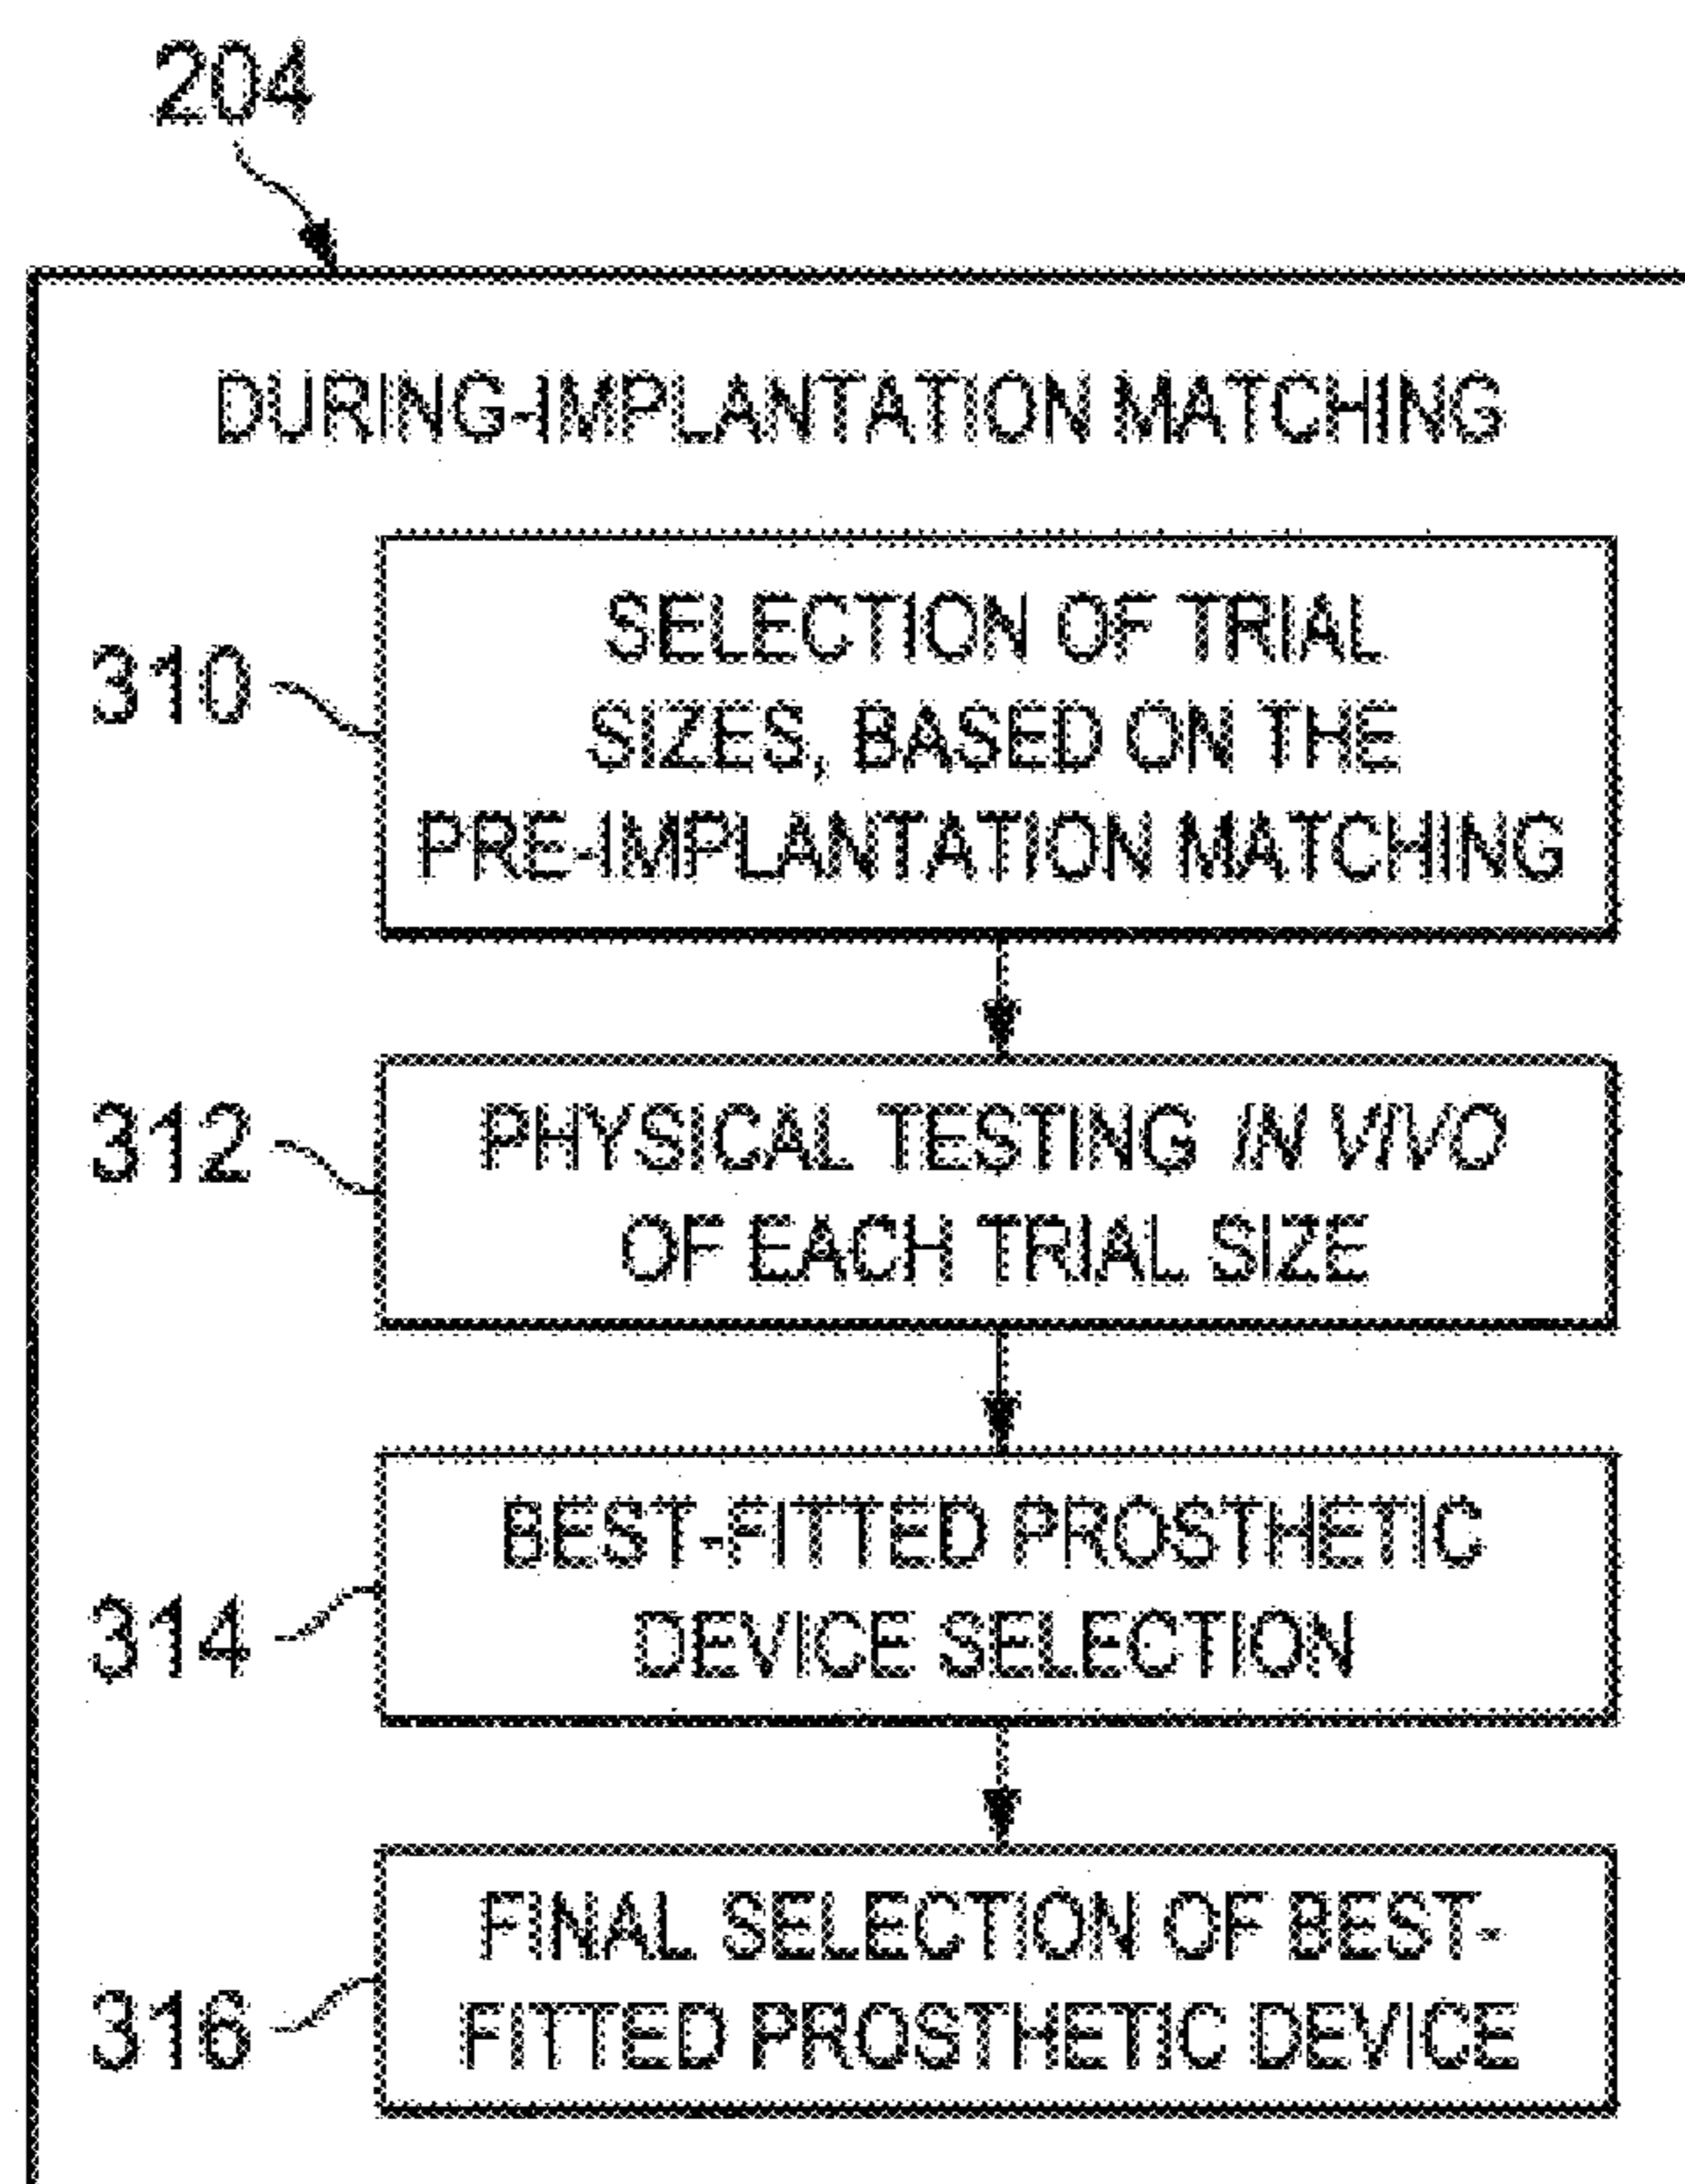 204
DURING-IMPLANTATION MATCHING
310
SELECTION OF TRIAL
SIZES, BASED ON THE
PRE-IMPLANTATION MATCHING
312
PHYSICAL TESTING IN VIVO
OF EACH TRIAL SIZE
314
BEST-FITTED PROSTHETIC
DEVICE SELECTION
316
FINAL SELECTION OF BEST-
FITTED PROSTHETIC DEVICE